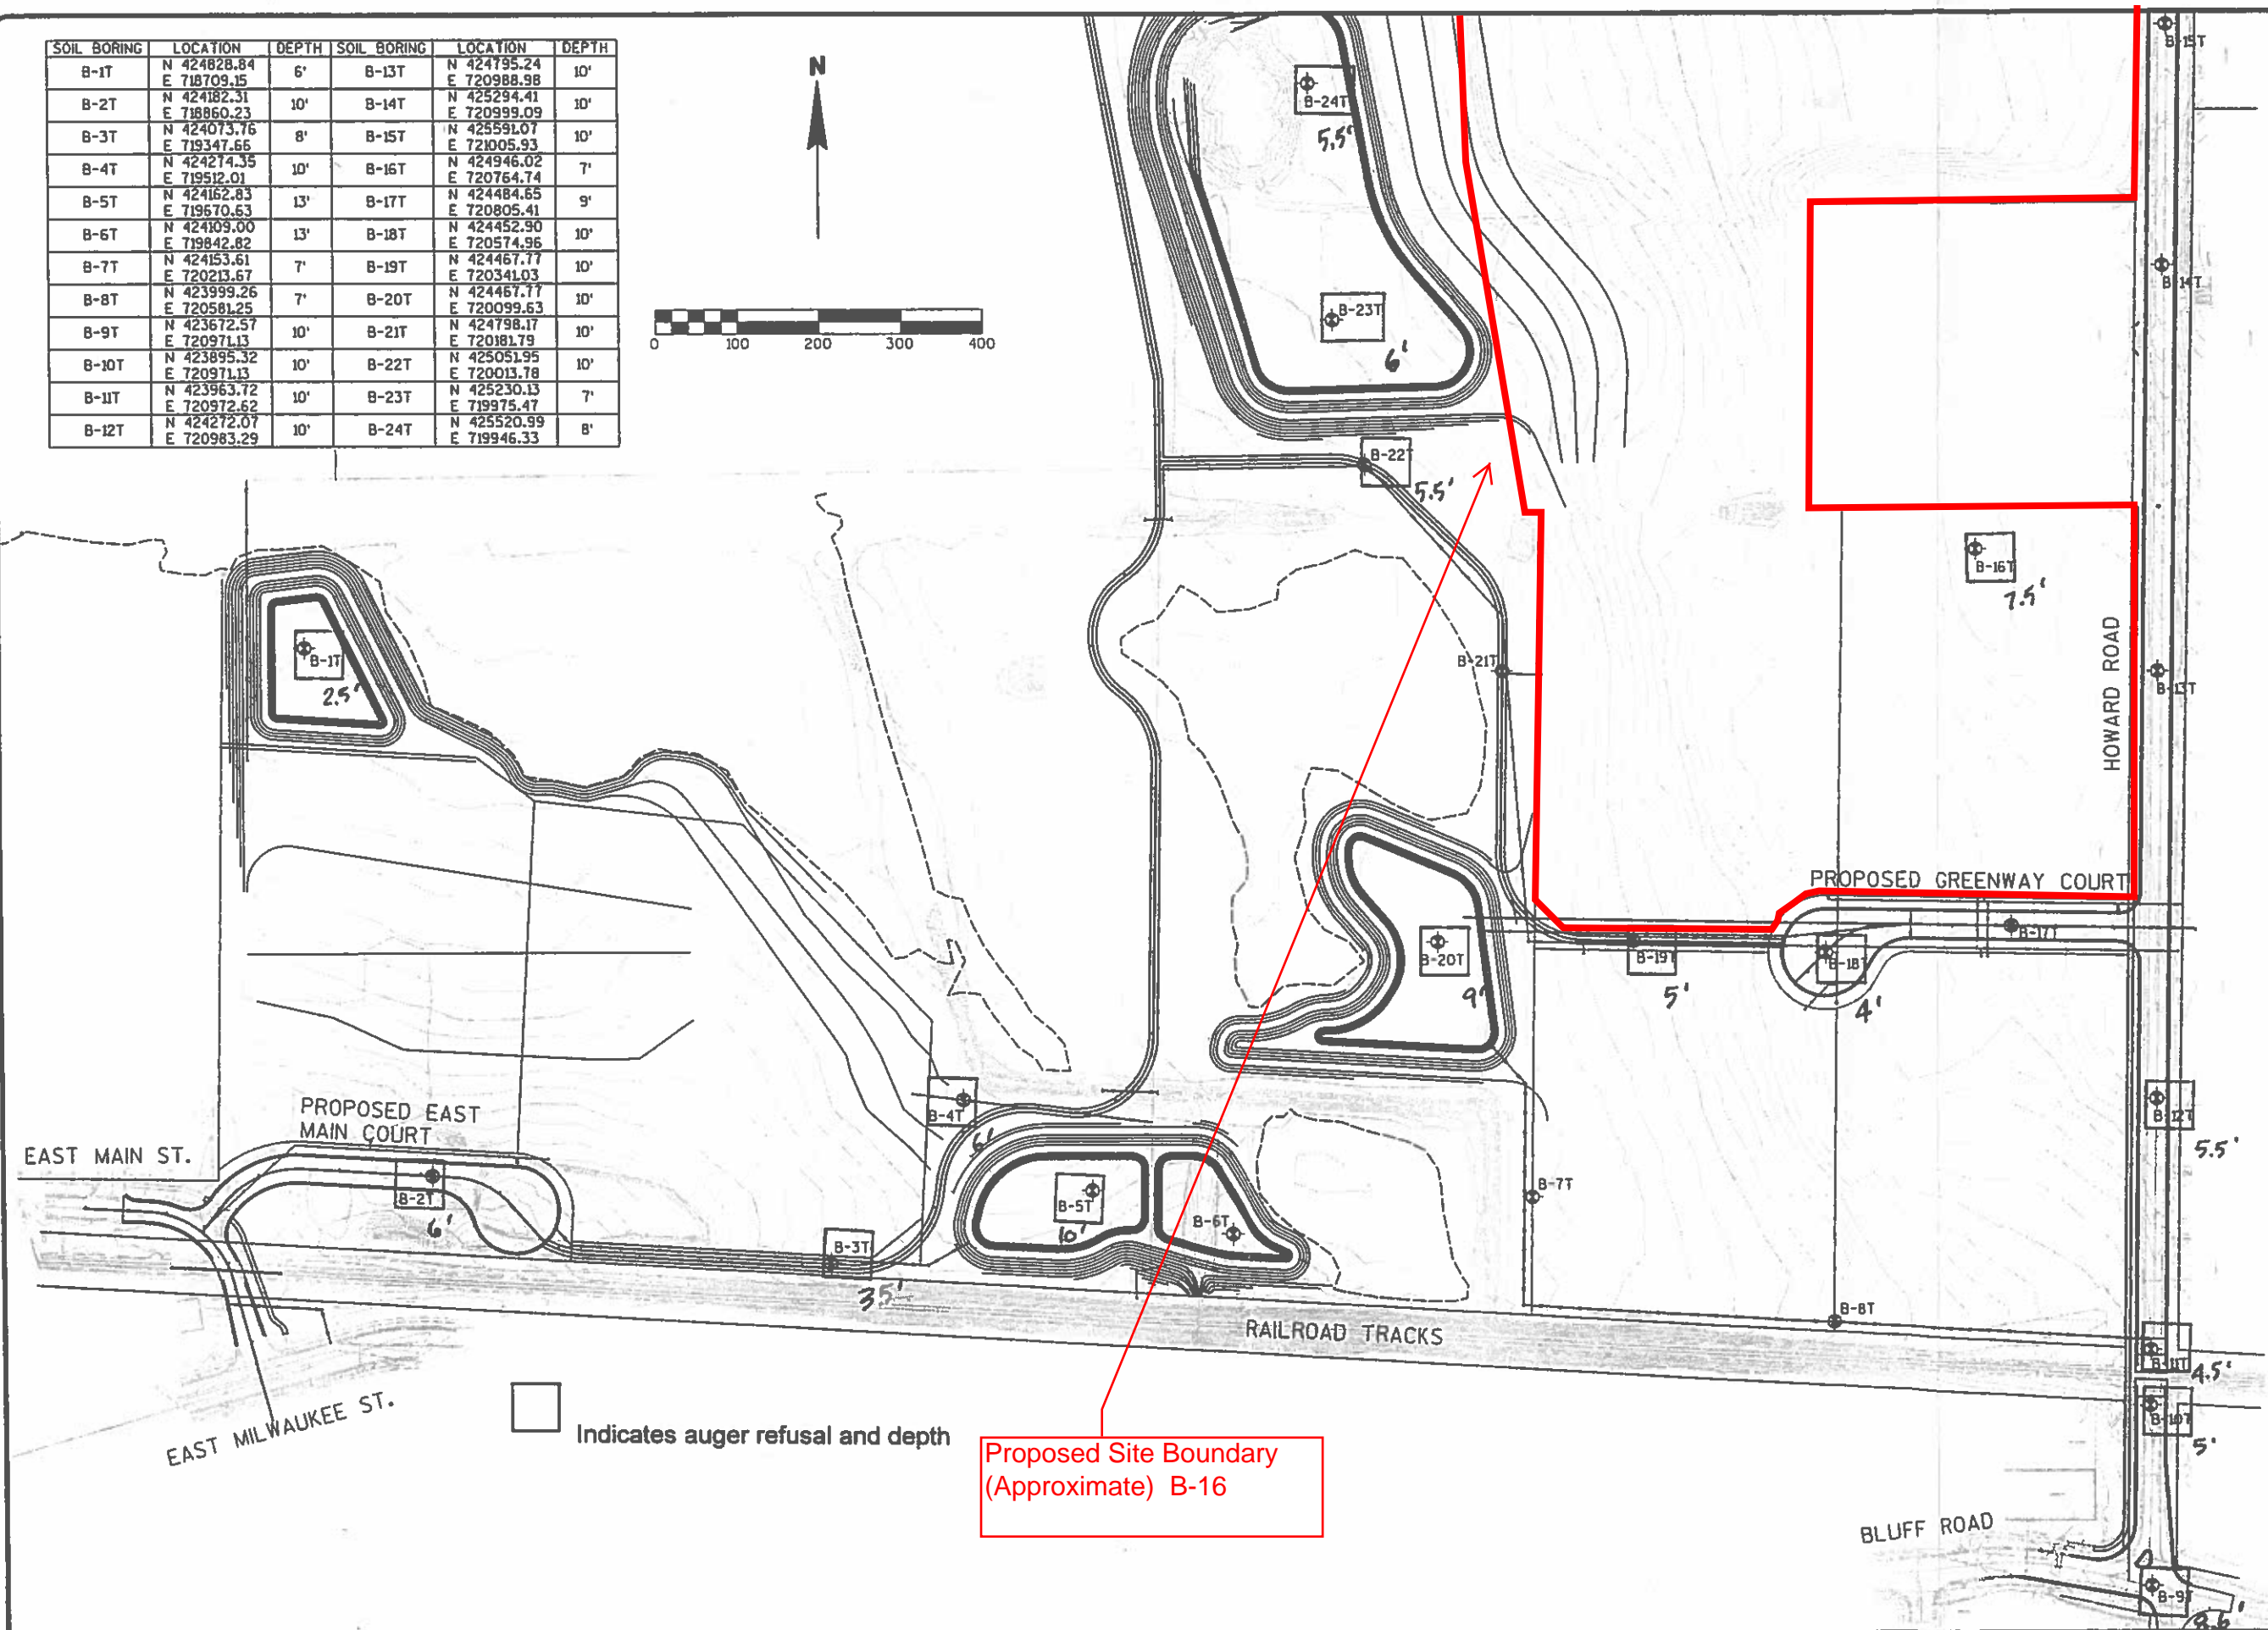 SOIL BORING LOCATION DEPTH SOIL BORING LOCATION DEPTH
B-1T N 424828.84 E 718709.15 6' B-13T N 424795.24 E 720988.98 10'
B-2T N 424182.31 E 718860.23 10' B-14T N 425294.41 E 720999.09 10'
B-3T N 424073.76 E 719347.66 8' B-15T N 425591.07 E 721005.93 10'
B-4T N 424274.35 E 719512.01 10' B-16T N 424946.02 E 720764.74 7'
B-5T N 424162.83 E 719670.63 13' B-17T N 424484.65 E 720805.41 9'
B-6T N 424109.00 E 719842.82 13' B-18T N 424452.90 E 720574.96 10'
B-7T N 424153.61 E 720213.67 7' B-19T N 424467.77 E 720341.03 10'
B-8T N 423999.26 E 720581.25 7' B-20T N 424467.77 E 720099.63 10'
B-9T N 423672.57 E 720971.13 10' B-21T N 424798.17 E 720181.79 10'
B-10T N 423895.32 E 720971.13 10' B-22T N 425051.95 E 720013.78 10'
B-11T N 423963.72 E 720972.62 10' B-23T N 425230.13 E 719975.47 7'
B-12T N 424272.07 E 720983.29 10' B-24T N 425520.99 E 719946.33 8'
N
0 100 200 300 400
B-15T
B-24T
5.5'
B-14T
B-23T
6'
B-22T
5.5'
B-16T
7.5'
B-1T
2.5'
B-21T
B-13T
HOWARD ROAD
PROPOSED GREENWAY COURT
B-17T
B-20T
9'
B-19T
5'
B-18T
4'
B-4T
6'
PROPOSED EAST
MAIN COURT
EAST MAIN ST.
B-2T
6'
B-12T
5.5'
B-5T
10'
B-6T
B-7T
B-3T
35'
B-8T
RAILROAD TRACKS
B-11T
4.5'
B-10T
5'
EAST MILWAUKEE ST.
Indicates auger refusal and depth
Proposed Site Boundary
(Approximate) B-16
BLUFF ROAD
B-9T